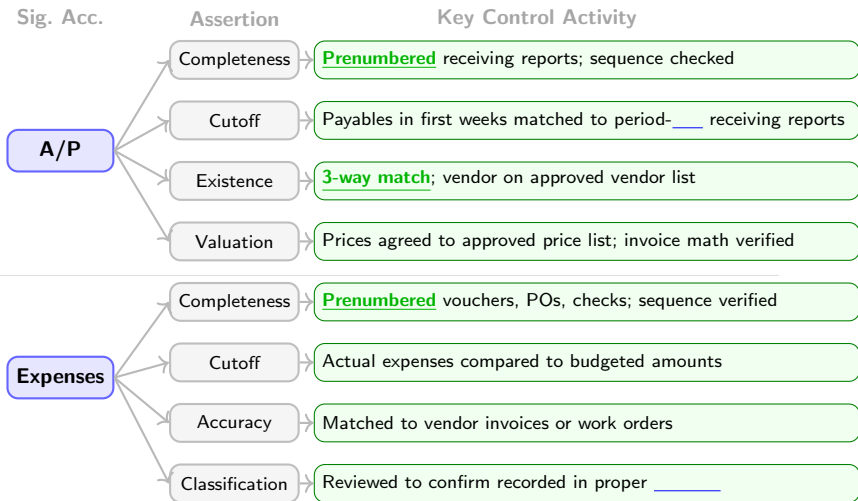 Sig. Acc. Assertion Key Control Activity
Completeness Prenumbered receiving reports; sequence checked
Cutoff Payables in first weeks matched to period-___ receiving reports
A/P
Existence 3-way match; vendor on approved vendor list
Valuation Prices agreed to approved price list; invoice math verified
Completeness Prenumbered vouchers, POs, checks; sequence verified
Cutoff Actual expenses compared to budgeted amounts
Expenses
Accuracy Matched to vendor invoices or work orders
Classification Reviewed to confirm recorded in proper _______